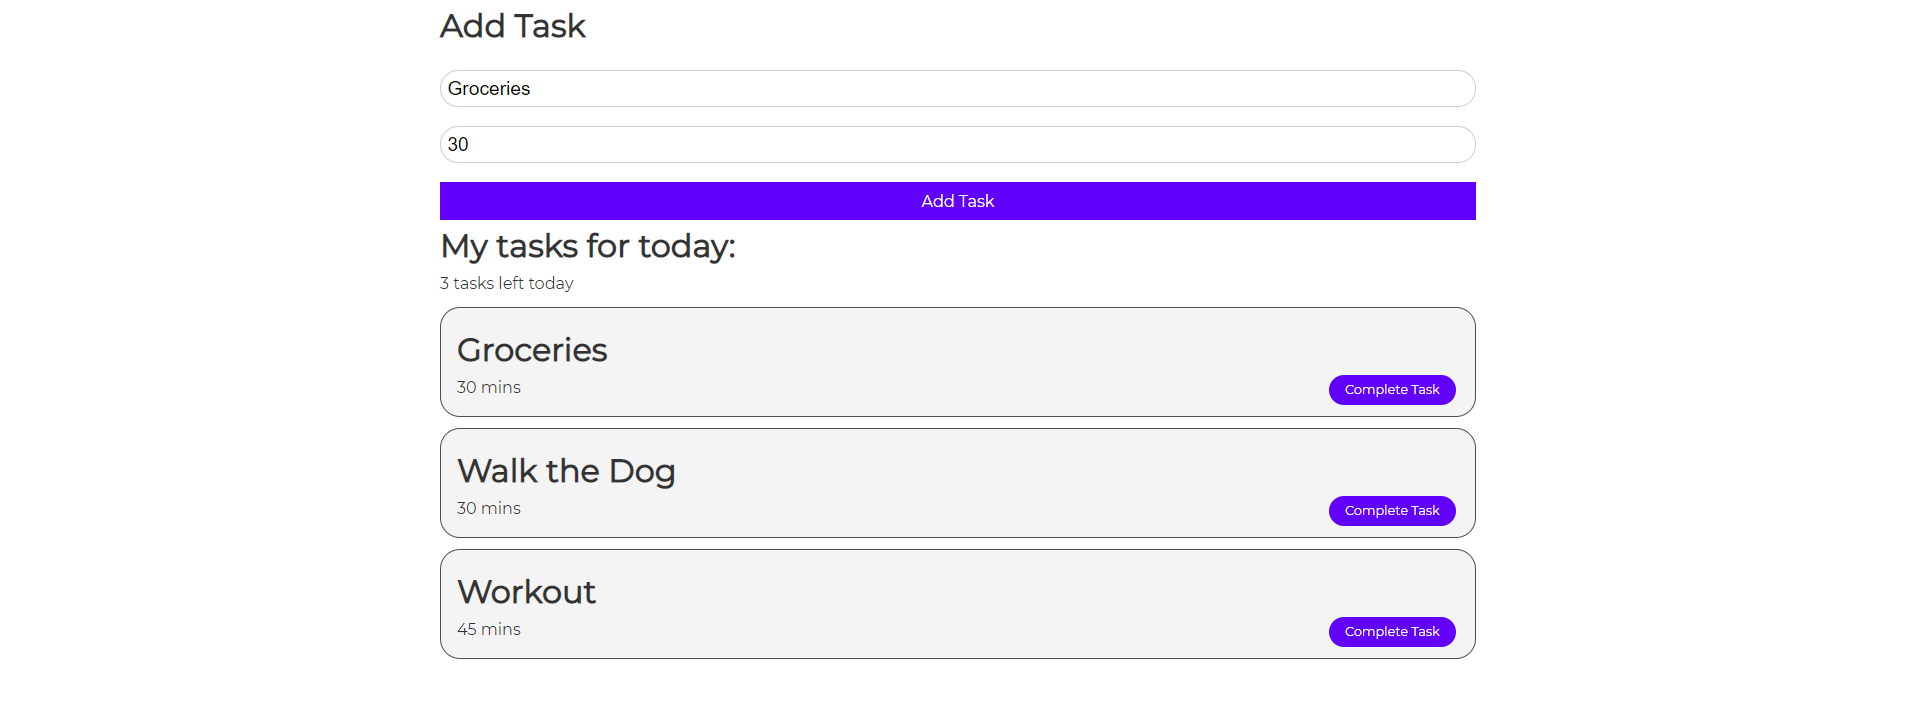 Add Task
Groceries
30
Add Task
My tasks for today:
3 tasks left today
Groceries
30 mins
Complete Task
Walk the Dog
30 mins
Complete Task
Workout
45 mins
Complete Task